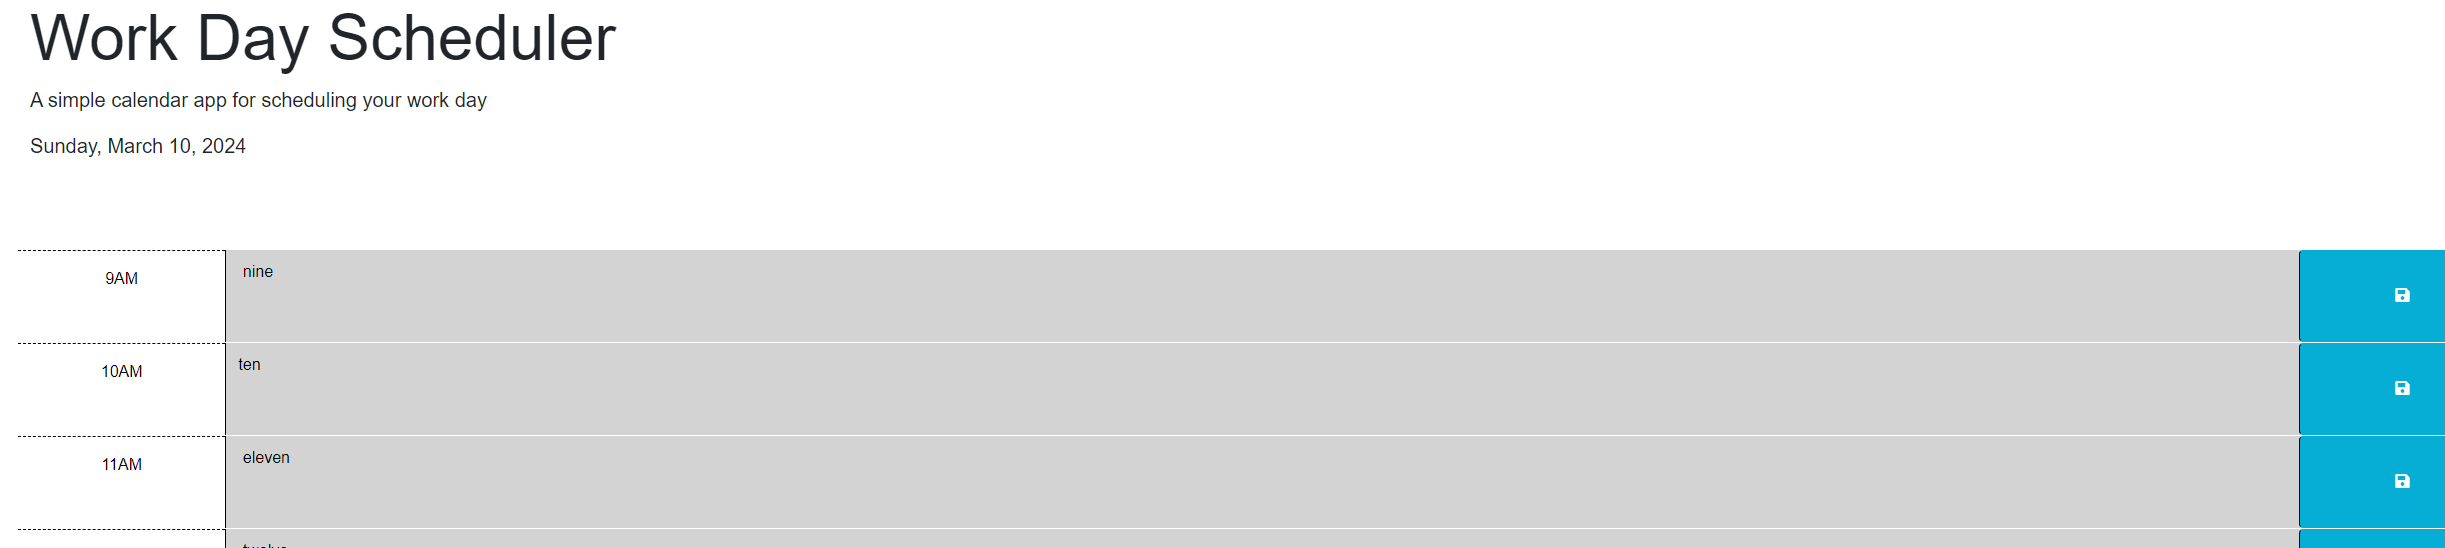 Work Day Scheduler
A simple calendar app for scheduling your work day
Sunday, March 10, 2024
9AM nine
10AM ten
11AM eleven